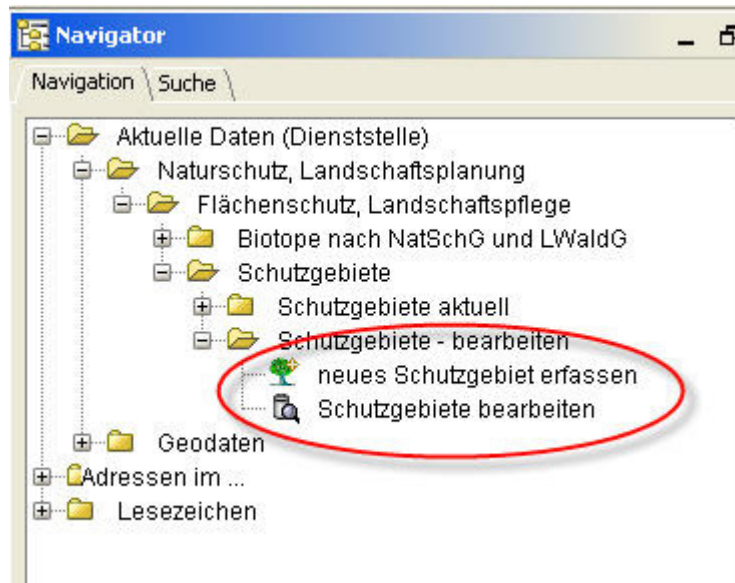 Navigator
Navigation Suche
Aktuelle Daten (Dienststelle)
Naturschutz, Landschaftsplanung
Flächenschutz, Landschaftspflege
Biotope nach NatSchG und LWaldG
Schutzgebiete
Schutzgebiete aktuell
Schutzgebiete - bearbeiten
neues Schutzgebiet erfassen
Schutzgebiete bearbeiten
Geodaten
Adressen im ...
Lesezeichen